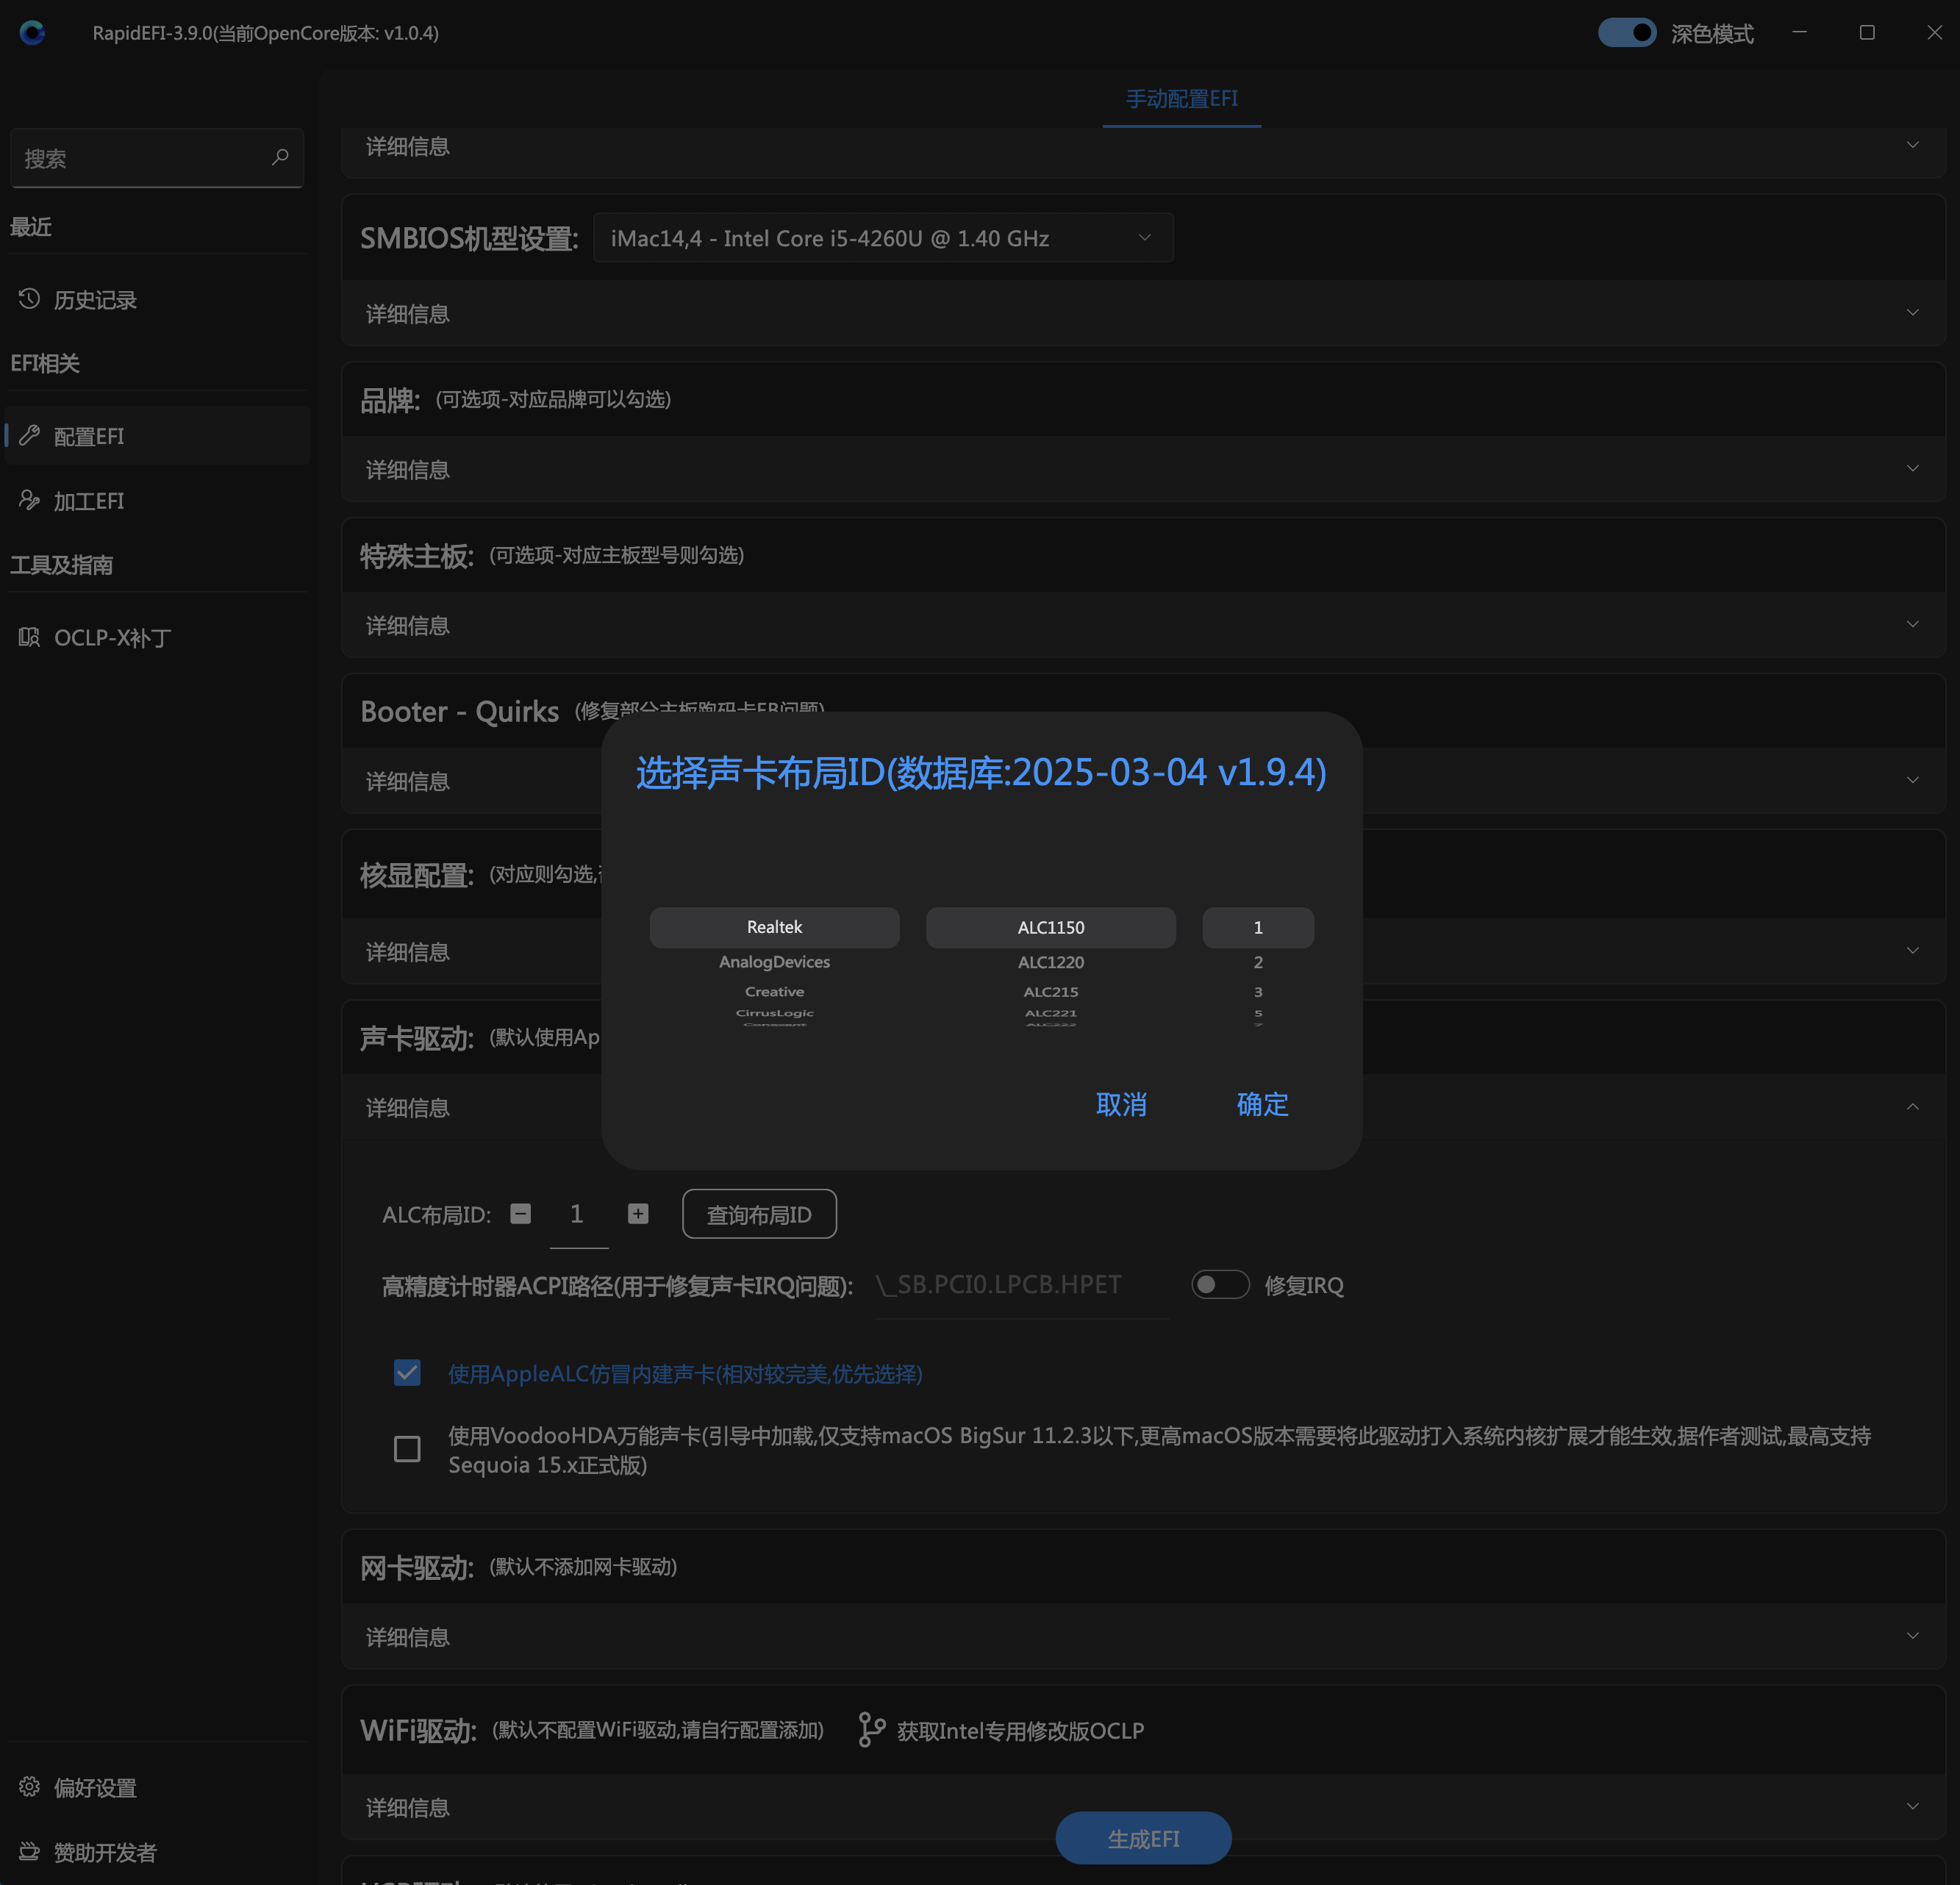 RapidEFI-3.9.0(当前OpenCore版本: v1.0.4)
深色模式
手动配置EFI
搜索
最近
历史记录
EFI相关
配置EFI
加工EFI
工具及指南
OCLP-X补丁
偏好设置
赞助开发者
详细信息
SMBIOS机型设置:
iMac14,4 - Intel Core i5-4260U @ 1.40 GHz
详细信息
品牌: (可选项-对应品牌可以勾选)
详细信息
特殊主板: (可选项-对应主板型号则勾选)
详细信息
Booter - Quirks (修复部分主板跑码卡EB问题)
详细信息
核显配置: (对应则勾选,
详细信息
声卡驱动: (默认使用Ap
详细信息
选择声卡布局ID(数据库:2025-03-04 v1.9.4)
Realtek ALC1150 1
AnalogDevices ALC1220 2
Creative ALC215 3
CirrusLogic ALC221 5
Conexant ALC222 7
取消 确定
ALC布局ID: 1 查询布局ID
高精度计时器ACPI路径(用于修复声卡IRQ问题): \_SB.PCI0.LPCB.HPET 修复IRQ
使用AppleALC仿冒内建声卡(相对较完美,优先选择)
使用VoodooHDA万能声卡(引导中加载,仅支持macOS BigSur 11.2.3以下,更高macOS版本需要将此驱动打入系统内核扩展才能生效,据作者测试,最高支持
Sequoia 15.x正式版)
网卡驱动: (默认不添加网卡驱动)
详细信息
WiFi驱动: (默认不配置WiFi驱动,请自行配置添加) 获取Intel专用修改版OCLP
详细信息
生成EFI